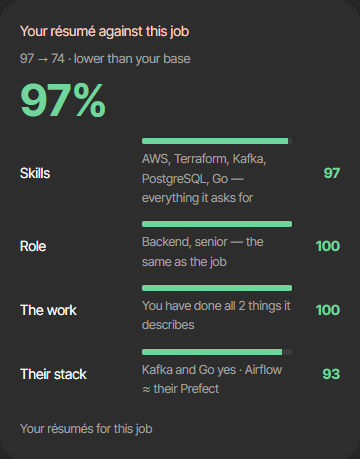 Your résumé against this job
97 → 74 · lower than your base
97%
Skills
AWS, Terraform, Kafka,
PostgreSQL, Go —
everything it asks for
97
Role
Backend, senior — the
same as the job
100
The work
You have done all 2 things it
describes
100
Their stack
Kafka and Go yes · Airflow
≈ their Prefect
93
Your résumés for this job